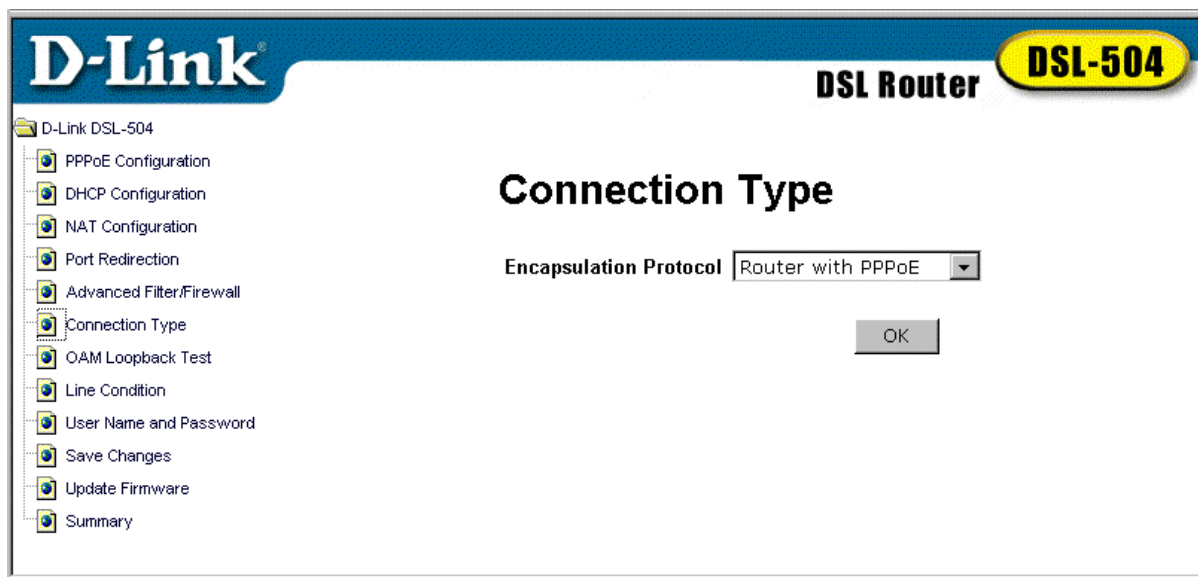 D-Link®
DSL Router
DSL-504
D-Link DSL-504
PPPoE Configuration
DHCP Configuration
NAT Configuration
Port Redirection
Advanced Filter/Firewall
Connection Type
OAM Loopback Test
Line Condition
User Name and Password
Save Changes
Update Firmware
Summary
Connection Type
Encapsulation Protocol Router with PPPoE
OK